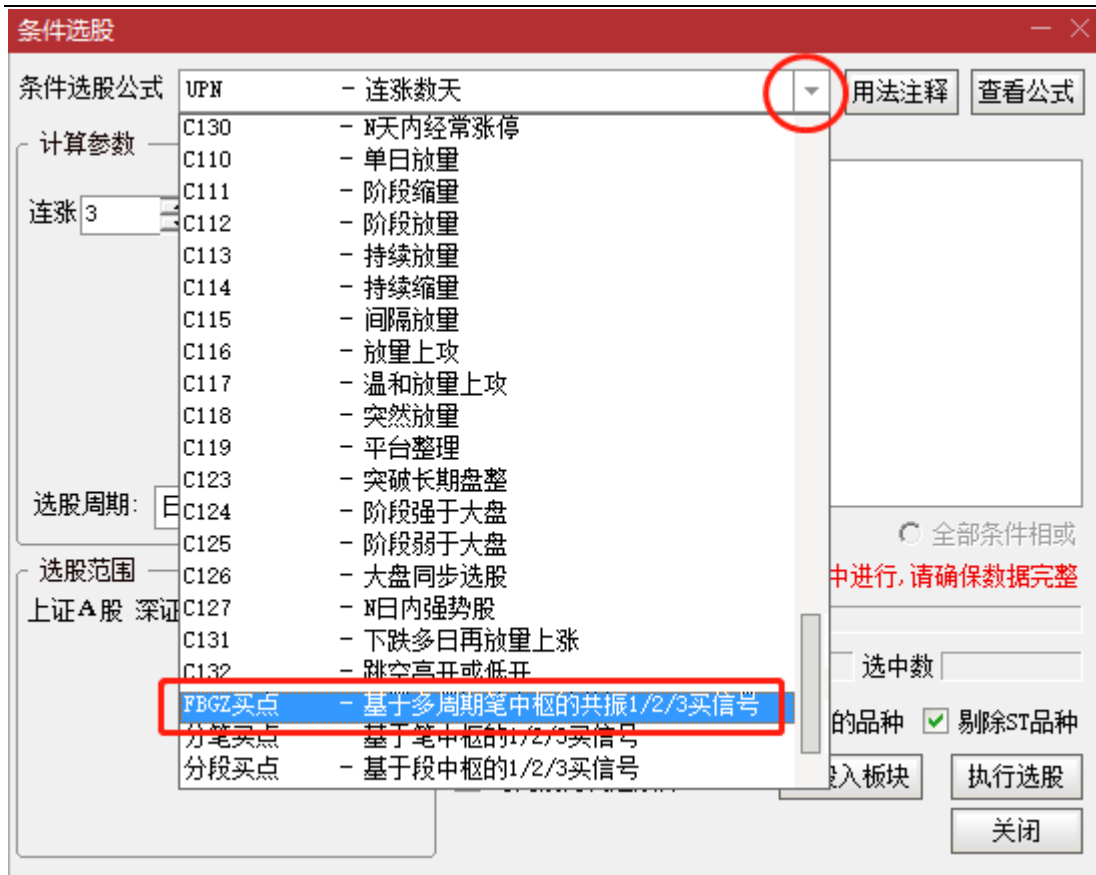 条件选股
条件选股公式 UPN - 连涨数天 用法注释 查看公式
计算参数
C130 - N天内经常涨停
C110 - 单日放量
C111 - 阶段缩量
连涨 3
C112 - 阶段放量
C113 - 持续放量
C114 - 持续缩量
C115 - 间隔放量
C116 - 放量上攻
C117 - 温和放量上攻
C118 - 突然放量
C119 - 平台整理
C123 - 突破长期盘整
选股周期: 日
C124 - 阶段强于大盘
C125 - 阶段弱于大盘
全部条件相或
选股范围
C126 - 大盘同步选股
中进行,请确保数据完整
上证A股 深证
C127 - N日内强势股
C131 - 下跌多日再放量上涨
C132 - 跳空高开或低开
选中数
FBGZ买点 - 基于多周期笔中枢的共振1/2/3买信号
的品种 剔除ST品种
分笔买点 - 基于笔中枢的1/2/3买信号
分段买点 - 基于段中枢的1/2/3买信号
入板块 执行选股
关闭